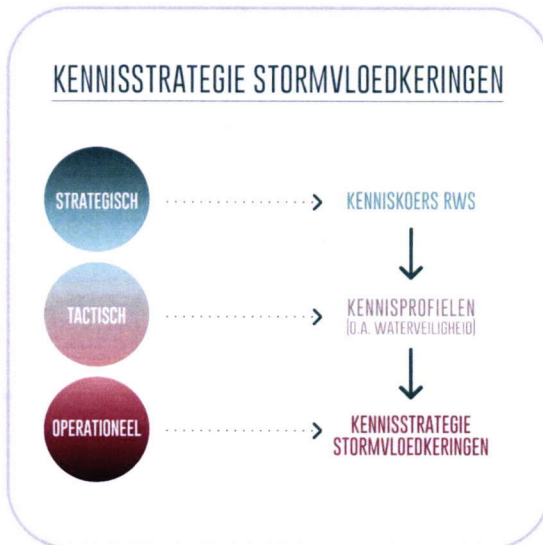 KENNISSTRATEGIE STORMVLOEDKERINGEN
STRATEGISCH
KENNISKOERS RWS
TACTISCH
KENNISPROFIELEN
(O.A. WATERVEILIGHEID)
OPERATIONEEL
KENNISSTRATEGIE
STORMVLOEDKERINGEN